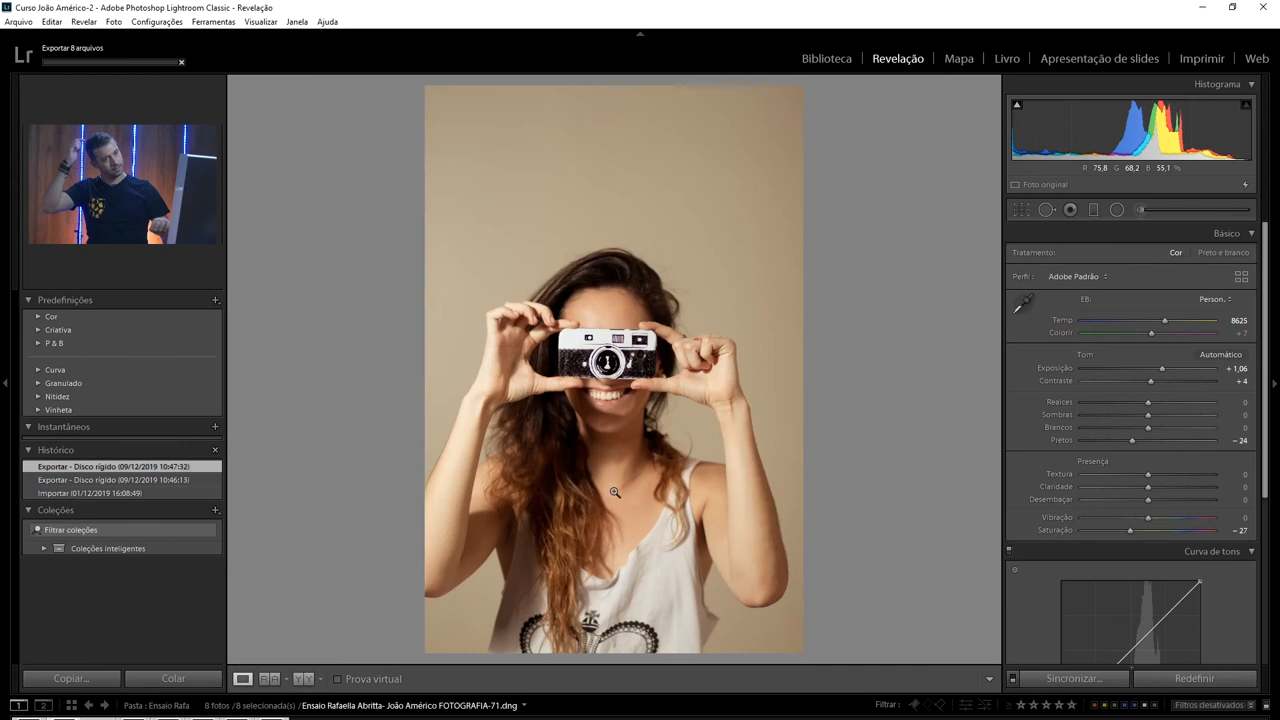 Curso João Américo-2 - Adobe Photoshop Lightroom Classic - Revelação
Arquivo Editar Revelar Foto Configurações Ferramentas Visualizar Janela Ajuda
Lr
Exportar 8 arquivos
Biblioteca Revelação Mapa Livro Apresentação de slides Imprimir Web
Histograma
R 75,8 G 68,2 B 55,1 %
Foto original
Básico
Tratamento: Cor Preto e branco
Perfil: Adobe Padrão
EB: Person.
Temp 8625
Colorir + 7
Tom Automático
Exposição + 1,06
Contraste + 4
Realces 0
Sombras 0
Brancos 0
Pretos - 24
Presença
Textura 0
Claridade 0
Desembaçar 0
Vibração 0
Saturação - 27
Curva de tons
Predefinições
Cor
Criativa
P & B
Curva
Granulado
Nitidez
Vinheta
Instantâneos
Histórico
Exportar - Disco rígido (09/12/2019 10:47:32)
Exportar - Disco rígido (09/12/2019 10:46:13)
Importar (01/12/2019 16:08:49)
Coleções
Filtrar coleções
Coleções inteligentes
Copiar... Colar
Prova virtual
Sincronizar... Redefinir
1 2 Pasta : Ensaio Rafa 8 fotos /8 selecionada(s) /Ensaio Rafaella Abritta- João Américo FOTOGRAFIA-71.dng
Filtrar : Filtros desativados